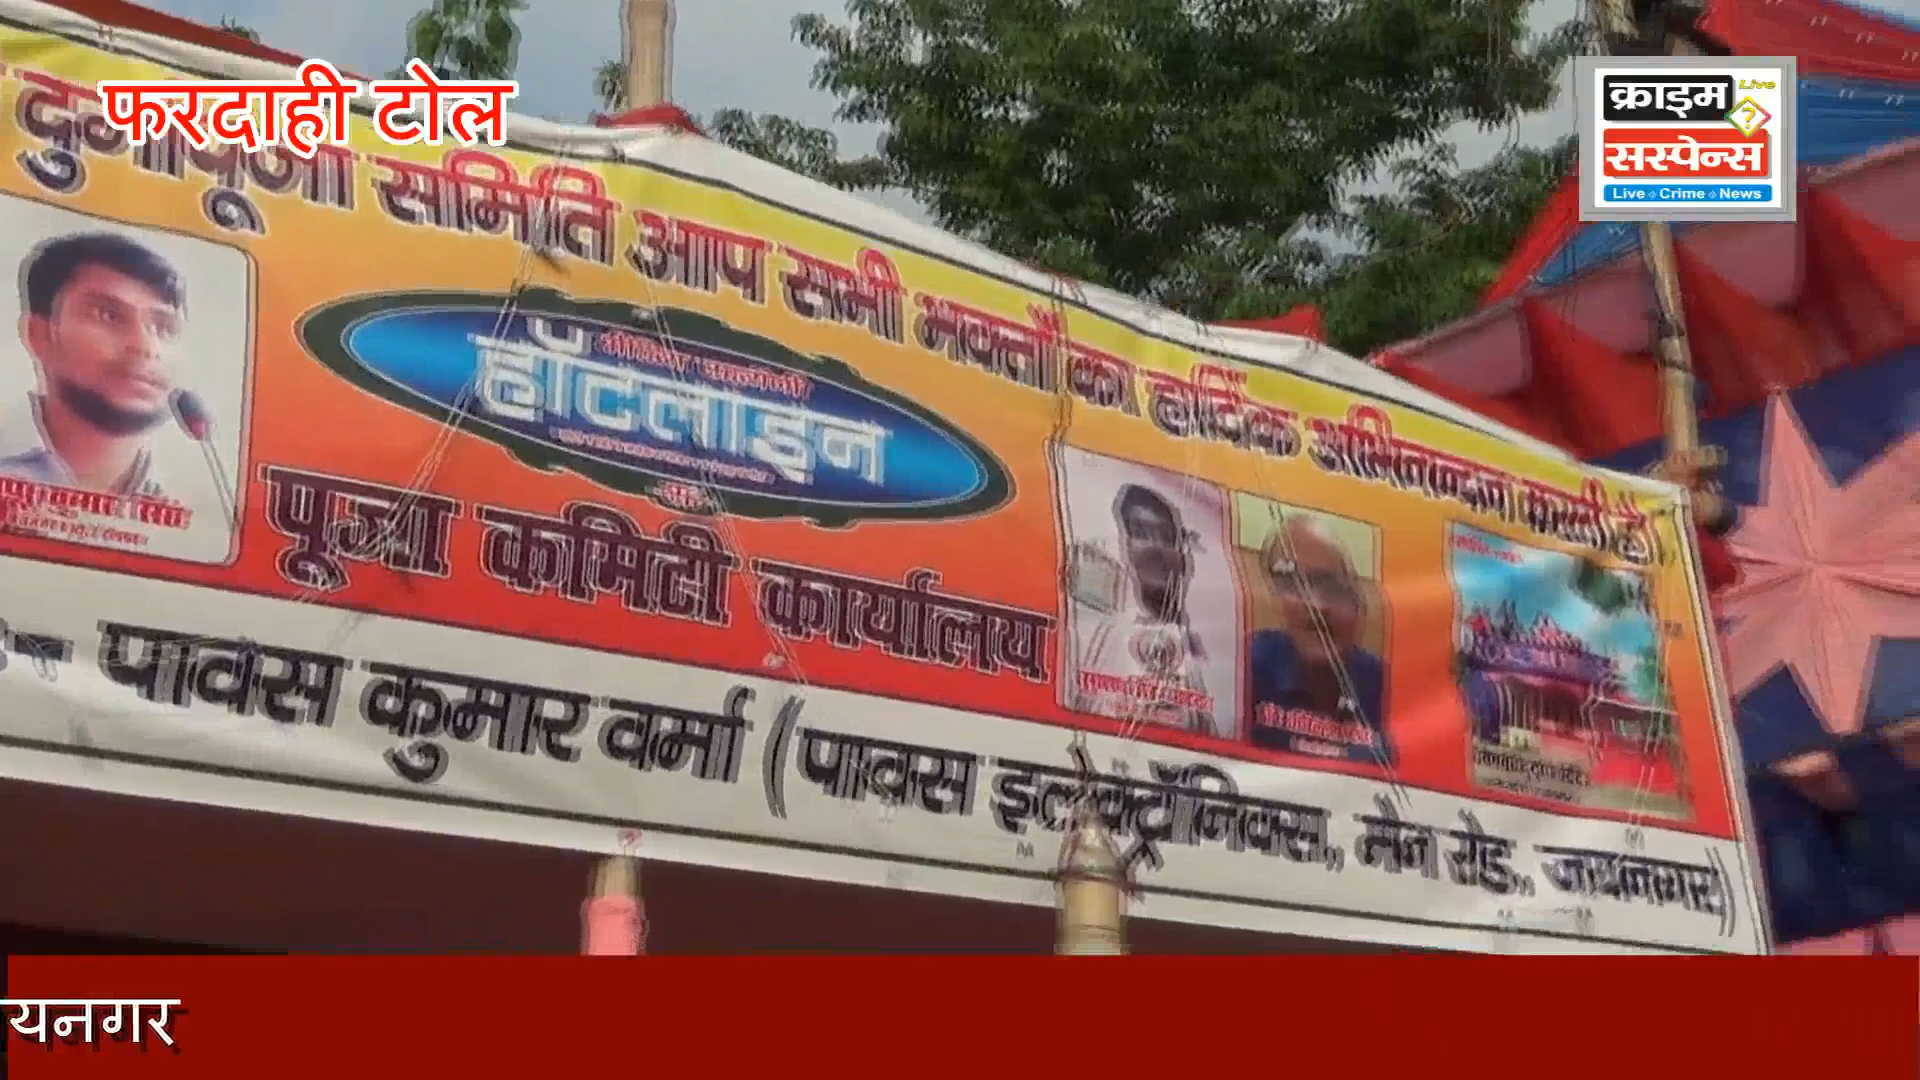 फरदाही टोल
क्राइम Live
?
सस्पेन्स
Live Crime News
दुर्गापूजा समिति आप सभी भक्तों का हार्दिक अभिनन्दन करती है
हॉटलाइन
कुमार सिंह
पूजा कमिटी कार्यालय
:- पावस कुमार वर्मा (पावस इलेक्ट्रॉनिक्स, मैन रोड, जयनगर)
यनगर